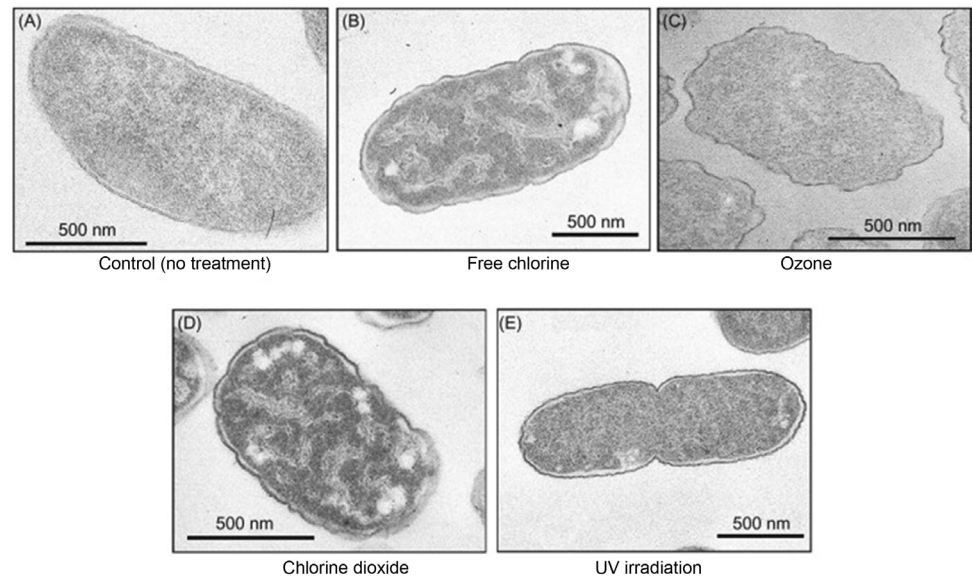 (A)
500 nm
Control (no treatment)
(B)
500 nm
Free chlorine
(C)
500 nm
Ozone
(D)
500 nm
Chlorine dioxide
(E)
500 nm
UV irradiation